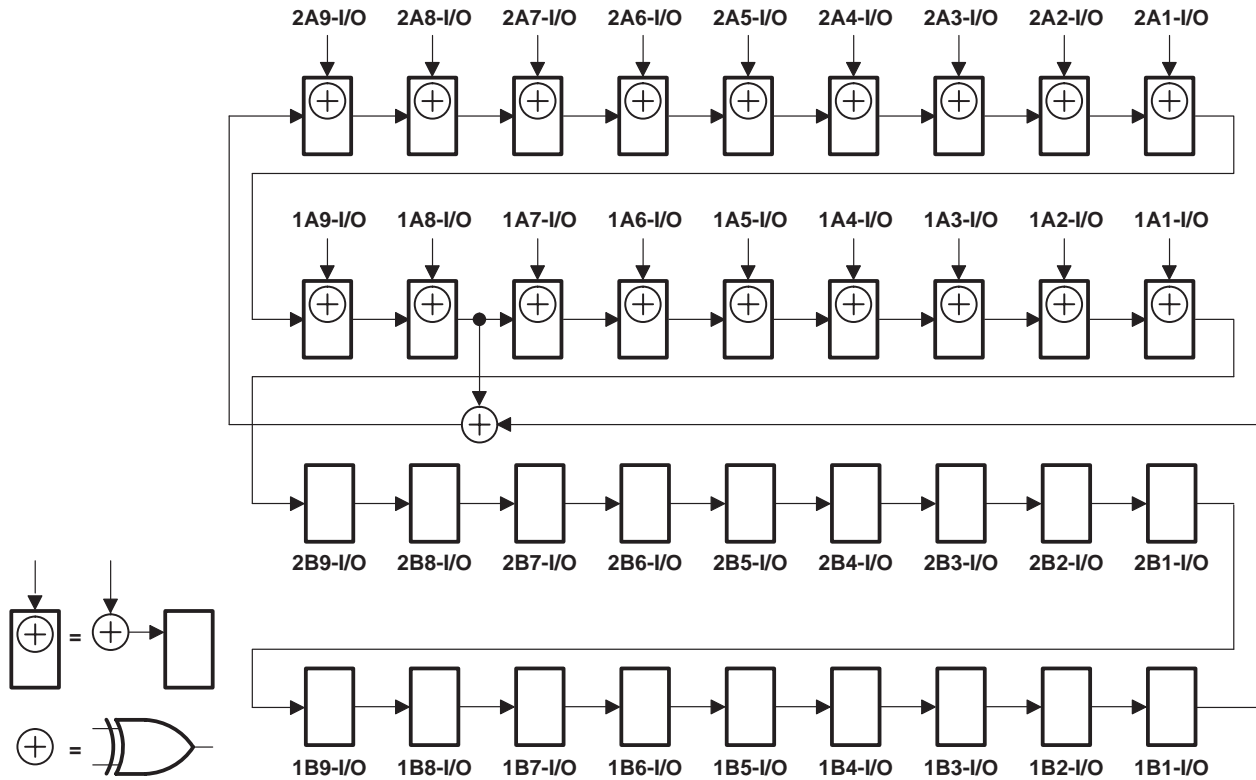 2A9-I/O 2A8-I/O 2A7-I/O 2A6-I/O 2A5-I/O 2A4-I/O 2A3-I/O 2A2-I/O 2A1-I/O
1A9-I/O 1A8-I/O 1A7-I/O 1A6-I/O 1A5-I/O 1A4-I/O 1A3-I/O 1A2-I/O 1A1-I/O
2B9-I/O 2B8-I/O 2B7-I/O 2B6-I/O 2B5-I/O 2B4-I/O 2B3-I/O 2B2-I/O 2B1-I/O
=
=
1B9-I/O 1B8-I/O 1B7-I/O 1B6-I/O 1B5-I/O 1B4-I/O 1B3-I/O 1B2-I/O 1B1-I/O